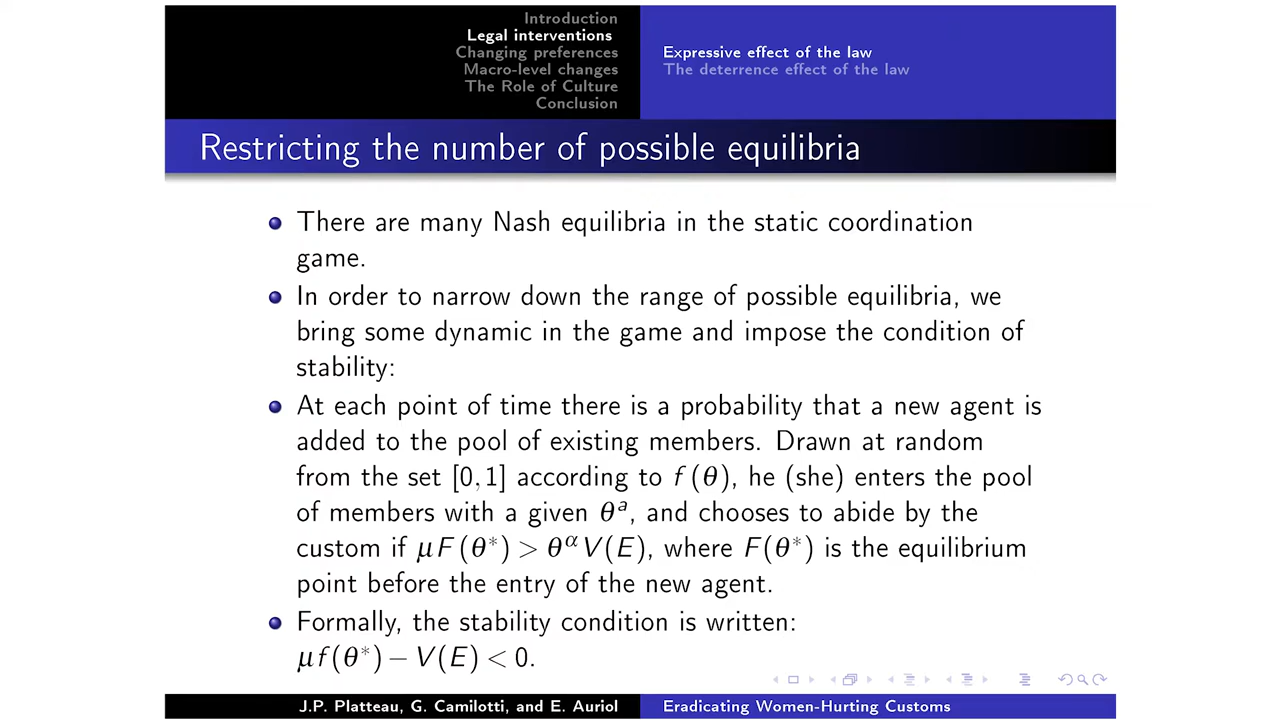 Introduction
Legal interventions
Changing preferences
Macro-level changes
The Role of Culture
Conclusion
Expressive effect of the law
The deterrence effect of the law
Restricting the number of possible equilibria
There are many Nash equilibria in the static coordination
game.
In order to narrow down the range of possible equilibria, we
bring some dynamic in the game and impose the condition of
stability:
At each point of time there is a probability that a new agent is
added to the pool of existing members. Drawn at random
from the set [0, 1] according to f (θ), he (she) enters the pool
of members with a given θᵃ, and chooses to abide by the
custom if μF(θ*) > θᵅV(E), where F(θ*) is the equilibrium
point before the entry of the new agent.
Formally, the stability condition is written:
μf(θ*) − V(E) < 0.
J.P. Platteau, G. Camilotti, and E. Auriol
Eradicating Women-Hurting Customs